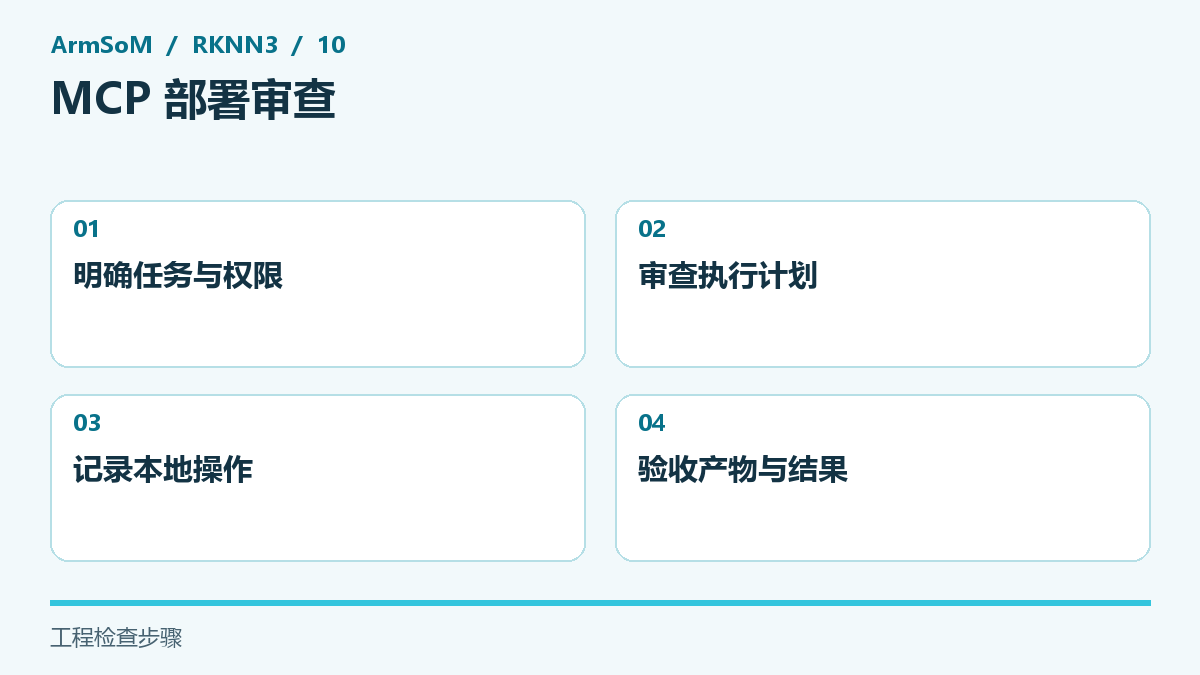 ArmSoM / RKNN3 / 10
MCP 部署审查
01
明确任务与权限
02
审查执行计划
03
记录本地操作
04
验收产物与结果
工程检查步骤